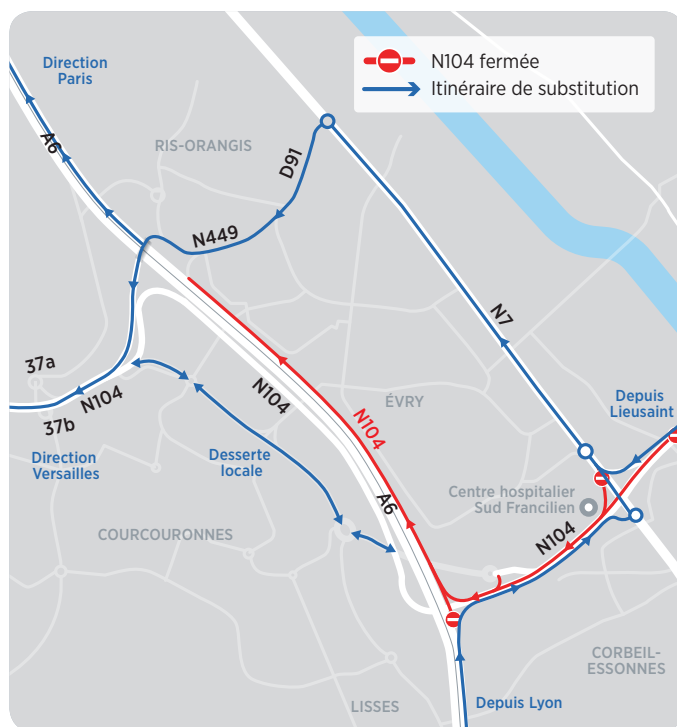 Direction
Paris
N104 fermée
Itinéraire de substitution
A6
RIS-ORANGIS
D91
N449
N7
37a
N104
37b
Direction
Versailles
N104
N104
ÉVRY
Depuis
Lieusaint
Desserte
locale
A6
Centre hospitalier
Sud Francilien
N104
COURCOURONNES
CORBEIL-
ESSONNES
LISSES
Depuis Lyon